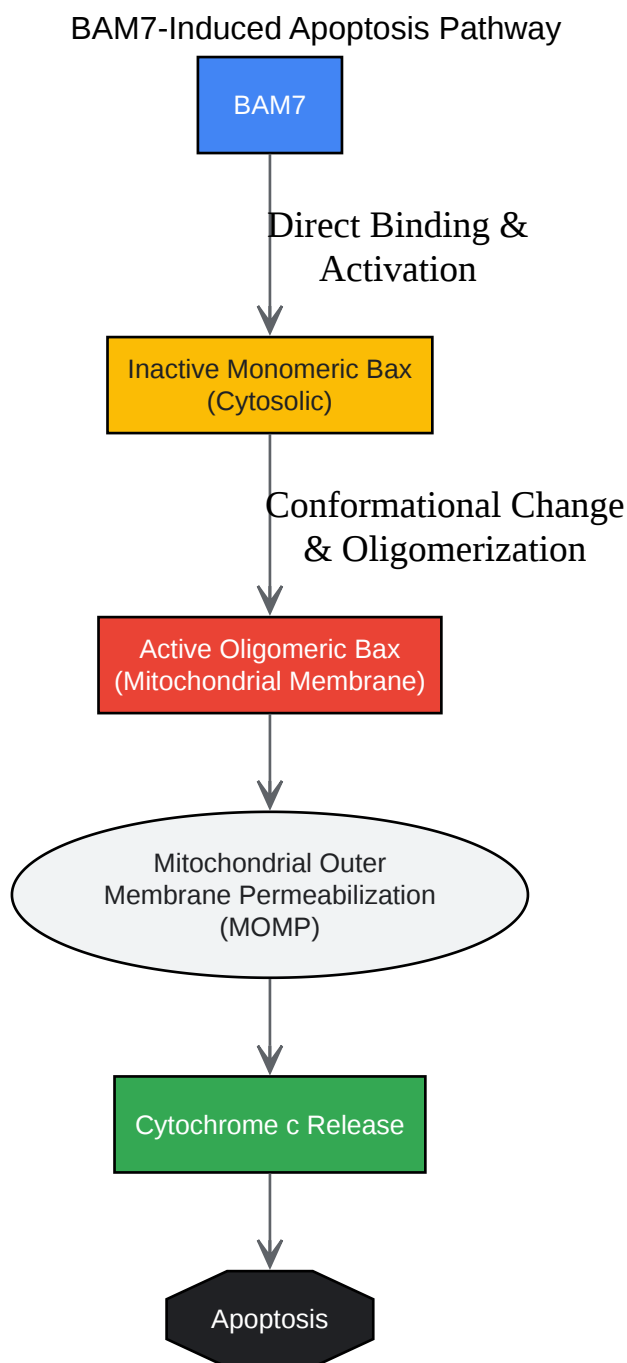 BAM7-Induced Apoptosis Pathway
BAM7
Direct Binding &
Activation
Inactive Monomeric Bax
(Cytosolic)
Conformational Change
& Oligomerization
Active Oligomeric Bax
(Mitochondrial Membrane)
Mitochondrial Outer
Membrane Permeabilization
(MOMP)
Cytochrome c Release
Apoptosis